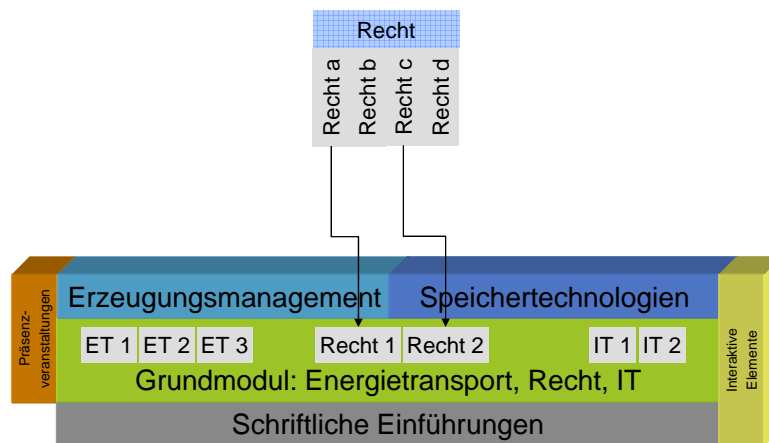 Recht
Recht a
Recht b
Recht c
Recht d
Präsenz-
veranstaltungen
Erzeugungsmanagement
Speichertechnologien
ET 1
ET 2
ET 3
Recht 1
Recht 2
IT 1
IT 2
Grundmodul: Energietransport, Recht, IT
Schriftliche Einführungen
Interaktive
Elemente